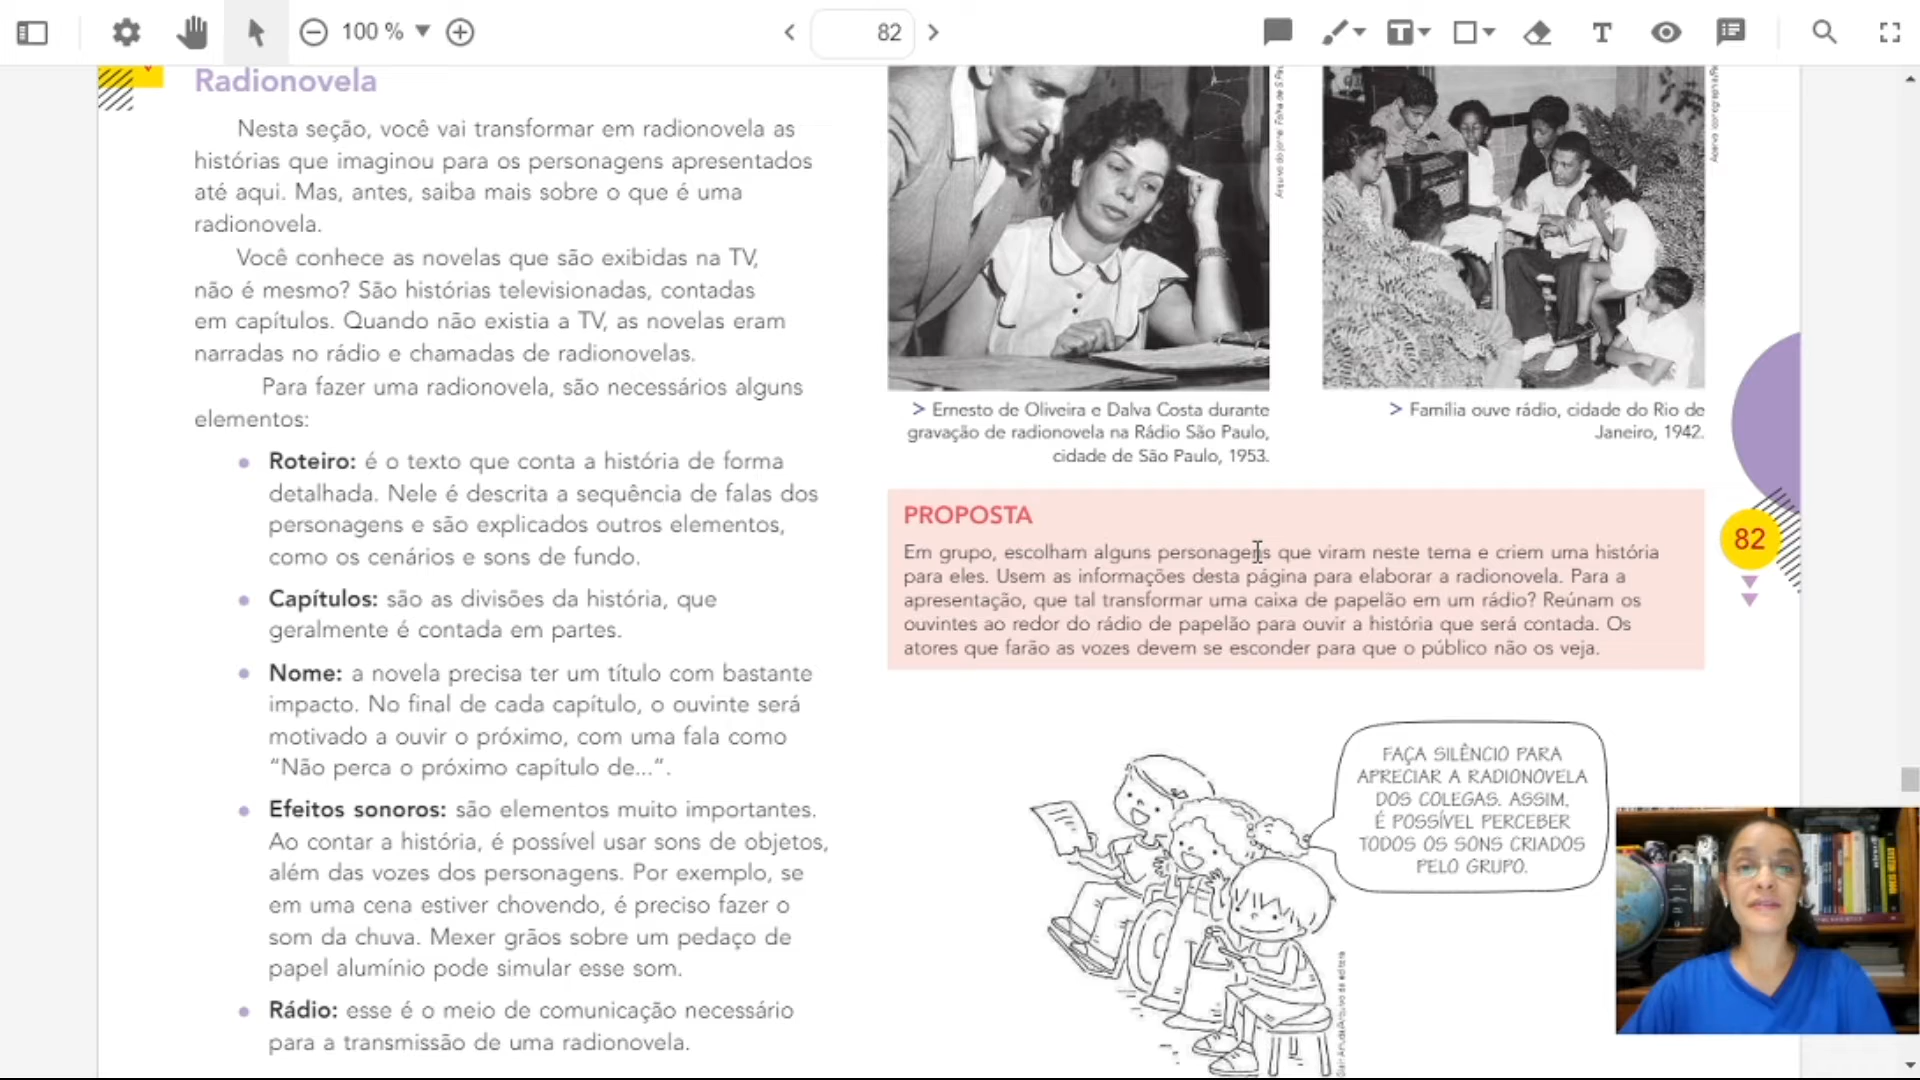 100 %
82
Radionovela
Nesta seção, você vai transformar em radionovela as
histórias que imaginou para os personagens apresentados
até aqui. Mas, antes, saiba mais sobre o que é uma
radionovela.
Você conhece as novelas que são exibidas na TV,
não é mesmo? São histórias televisionadas, contadas
em capítulos. Quando não existia a TV, as novelas eram
narradas no rádio e chamadas de radionovelas.
Para fazer uma radionovela, são necessários alguns
elementos:
• Roteiro: é o texto que conta a história de forma
detalhada. Nele é descrita a sequência de falas dos
personagens e são explicados outros elementos,
como os cenários e sons de fundo.
• Capítulos: são as divisões da história, que
geralmente é contada em partes.
• Nome: a novela precisa ter um título com bastante
impacto. No final de cada capítulo, o ouvinte será
motivado a ouvir o próximo, com uma fala como
“Não perca o próximo capítulo de...”.
• Efeitos sonoros: são elementos muito importantes.
Ao contar a história, é possível usar sons de objetos,
além das vozes dos personagens. Por exemplo, se
em uma cena estiver chovendo, é preciso fazer o
som da chuva. Mexer grãos sobre um pedaço de
papel alumínio pode simular esse som.
• Rádio: esse é o meio de comunicação necessário
para a transmissão de uma radionovela.
> Ernesto de Oliveira e Dalva Costa durante
gravação de radionovela na Rádio São Paulo,
cidade de São Paulo, 1953.
> Família ouve rádio, cidade do Rio de
Janeiro, 1942.
PROPOSTA
Em grupo, escolham alguns personagens que viram neste tema e criem uma história
para eles. Usem as informações desta página para elaborar a radionovela. Para a
apresentação, que tal transformar uma caixa de papelão em um rádio? Reúnam os
ouvintes ao redor do rádio de papelão para ouvir a história que será contada. Os
atores que farão as vozes devem se esconder para que o público não os veja.
82
FAÇA SILÊNCIO PARA
APRECIAR A RADIONOVELA
DOS COLEGAS. ASSIM,
É POSSÍVEL PERCEBER
TODOS OS SONS CRIADOS
PELO GRUPO.